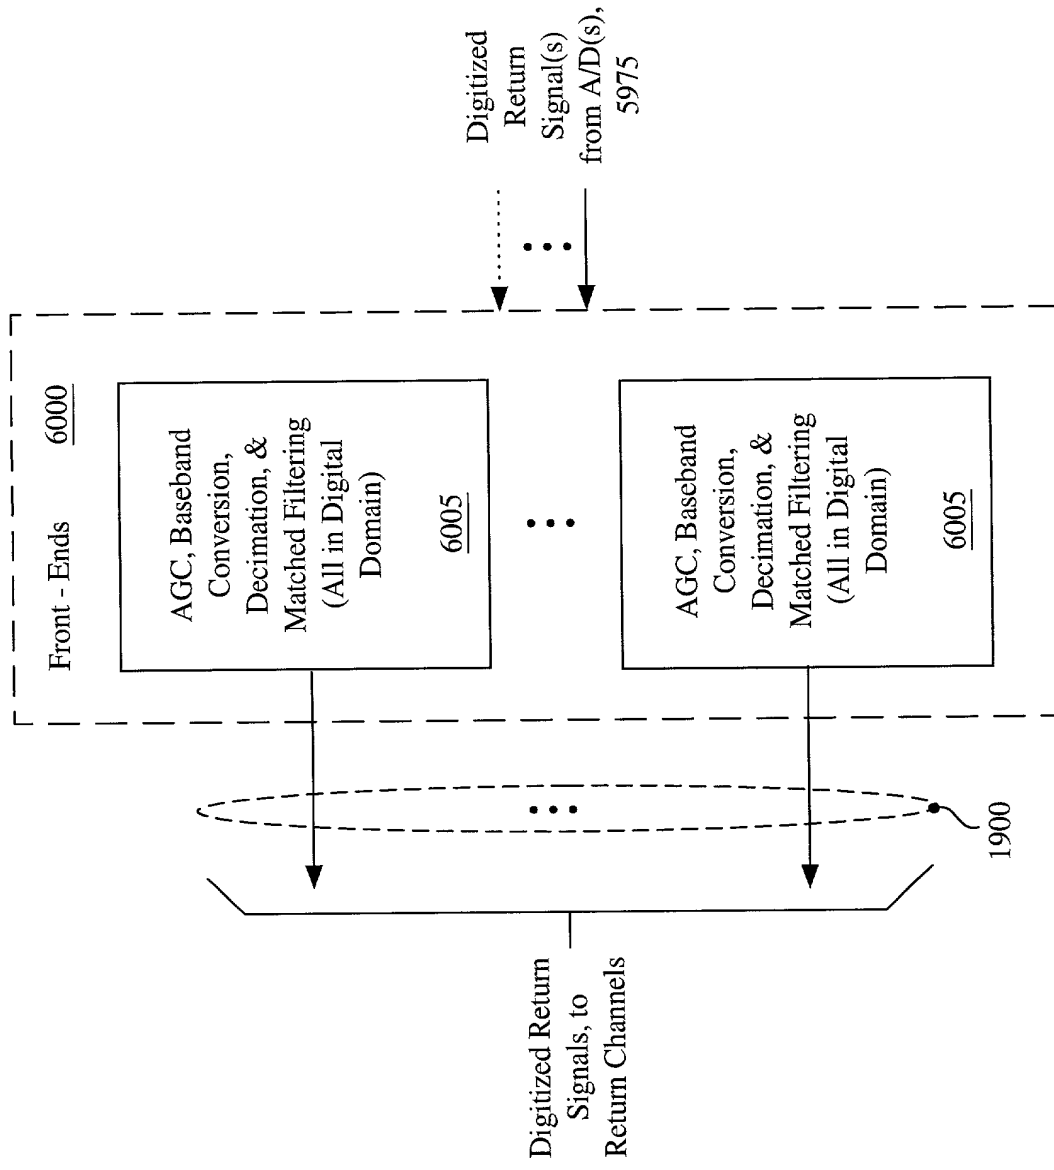 Front - Ends
6000
AGC, Baseband
Conversion,
Decimation, &
Matched Filtering
(All in Digital
Domain)
6005
AGC, Baseband
Conversion,
Decimation, &
Matched Filtering
(All in Digital
Domain)
6005
Digitized
Return
Signal(s)
from A/D(s),
5975
1900
Digitized Return
Signals, to
Return Channels